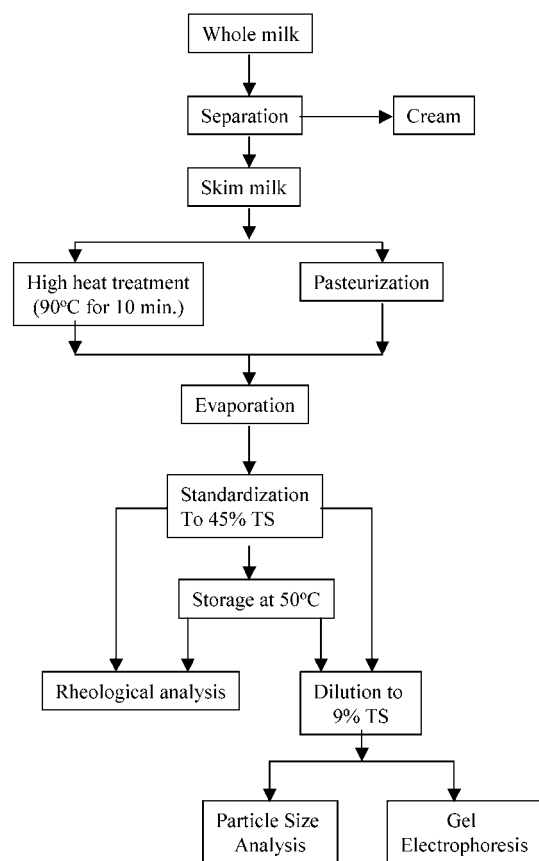 Whole milk
Separation
Cream
Skim milk
High heat treatment
(90°C for 10 min.)
Pasteurization
Evaporation
Standardization
To 45% TS
Storage at 50°C
Rheological analysis
Dilution to
9% TS
Particle Size
Analysis
Gel
Electrophoresis